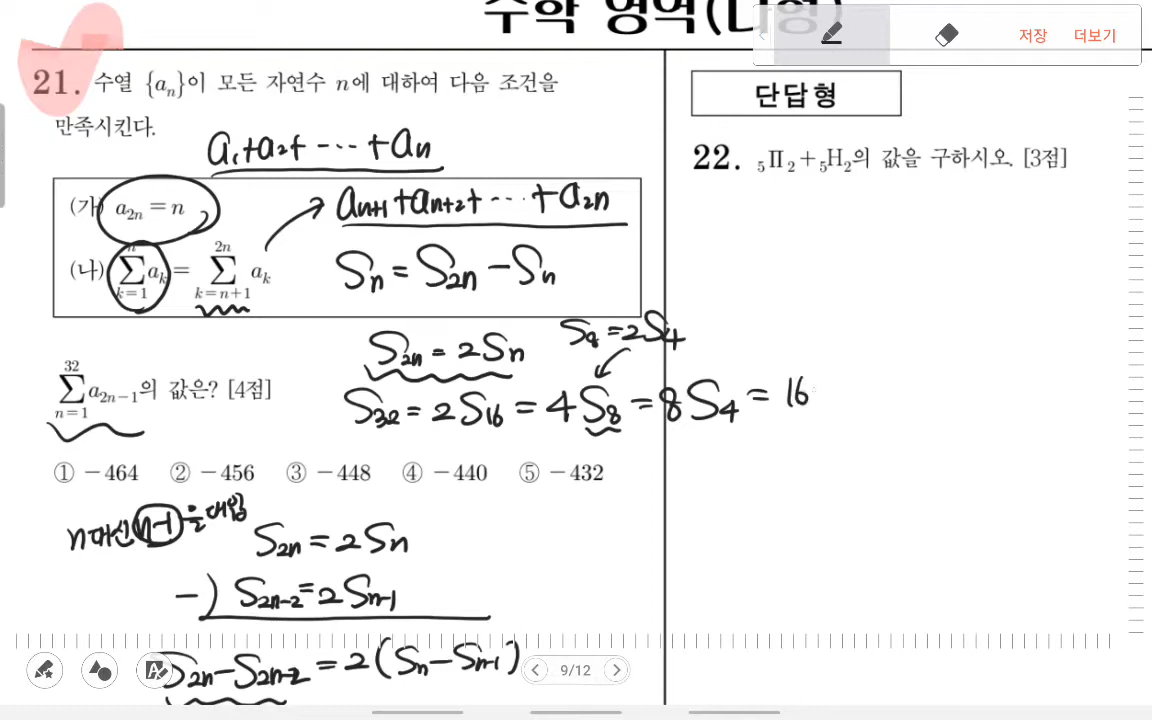 수학 영역(나형)
저장 더보기
21. 수열 {aₙ}이 모든 자연수 n에 대하여 다음 조건을
만족시킨다.
a₁+a₂+ ··· +aₙ
(가) a₂ₙ = n
aₙ₊₁+aₙ₊₂+ ··· +a₂ₙ
(나) ∑_{k=1}^{n} aₖ = ∑_{k=n+1}^{2n} aₖ
Sₙ = S₂ₙ − Sₙ
S₂ₙ = 2Sₙ
S₈ = 2S₄
∑_{n=1}^{32} a₂ₙ₋₁의 값은? [4점]
S₃₂ = 2S₁₆ = 4S₈ = 8S₄ = 16
① −464 ② −456 ③ −448 ④ −440 ⑤ −432
n대신 n-1 을 대입
S₂ₙ = 2Sₙ
−) S₂ₙ₋₂ = 2Sₙ₋₁
S₂ₙ − S₂ₙ₋₂ = 2(Sₙ − Sₙ₋₁)
단답형
22. ₅Π₂ + ₅H₂의 값을 구하시오. [3점]
9/12